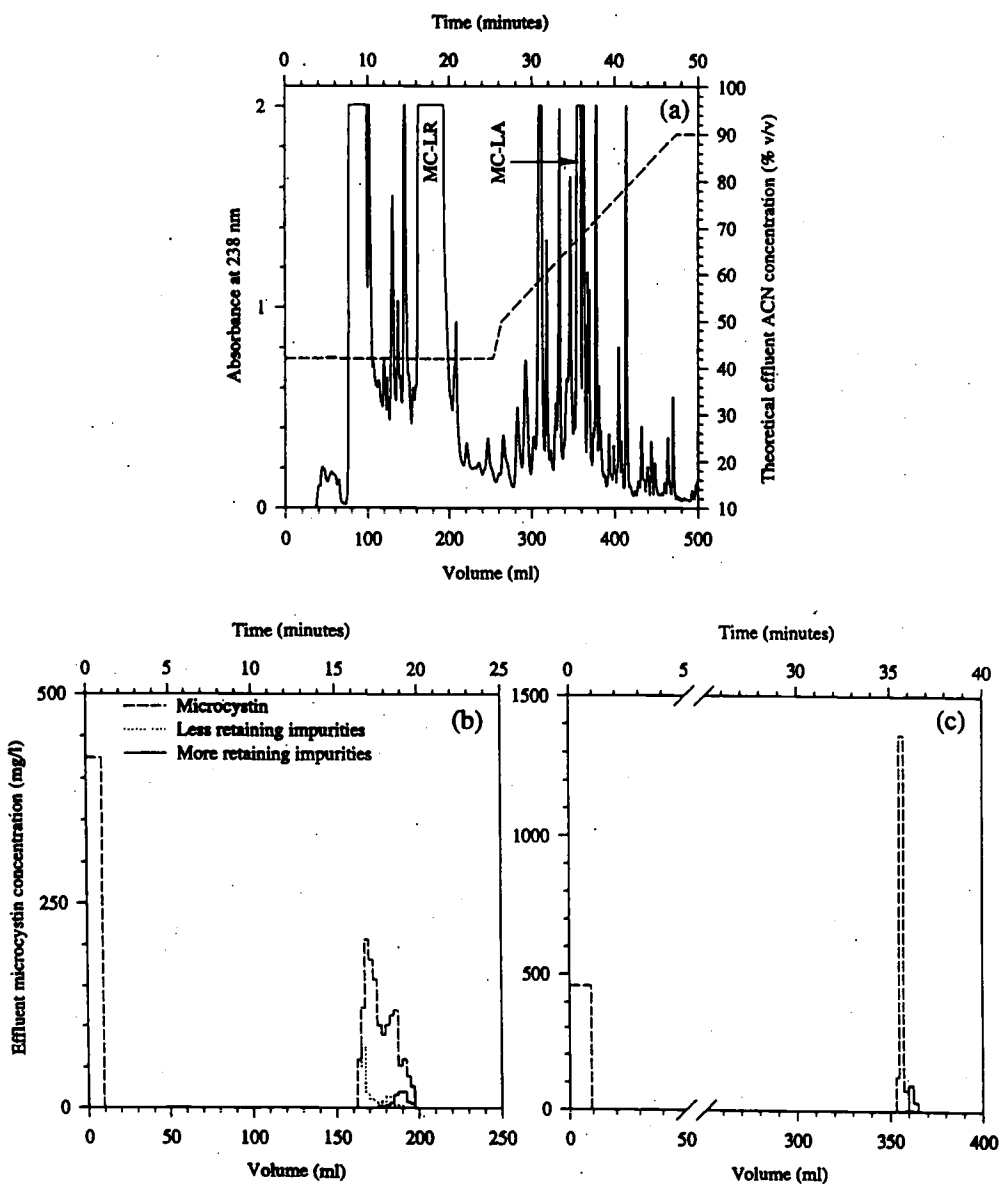 Time (minutes)
0 10 20 30 40 50
(a)
MC-LR
MC-LA
2
1
0
Absorbance at 238 nm
100
90
80
70
60
50
40
30
20
10
Theoretical effluent ACN concentration (% v/v)
0 100 200 300 400 500
Volume (ml)
Time (minutes)
0 5 10 15 20 25
(b)
Microcystin
Less retaining impurities
More retaining impurities
500
250
0
Effluent microcystin concentration (mg/l)
0 50 100 150 200 250
Volume (ml)
Time (minutes)
0 5 30 35 40
(c)
1500
1000
500
0
0 50 300 350 400
Volume (ml)